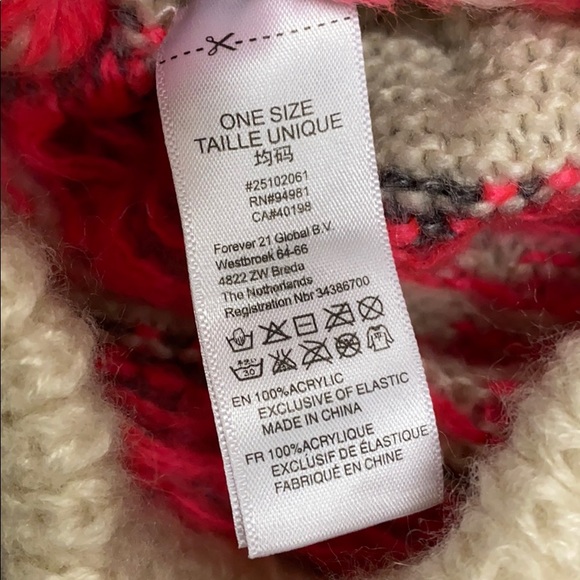 ONE SIZE
TAILLE UNIQUE
均码
#25102061
RN#94981
CA#40198
Forever 21 Global B.V.
Westbroek 64-66
4822 ZW Breda
The Netherlands
Registration Nbr 34386700
30
EN 100%ACRYLIC
EXCLUSIVE OF ELASTIC
MADE IN CHINA
FR 100%ACRYLIQUE
EXCLUSIF DE ÉLASTIQUE
FABRIQUÉ EN CHINE